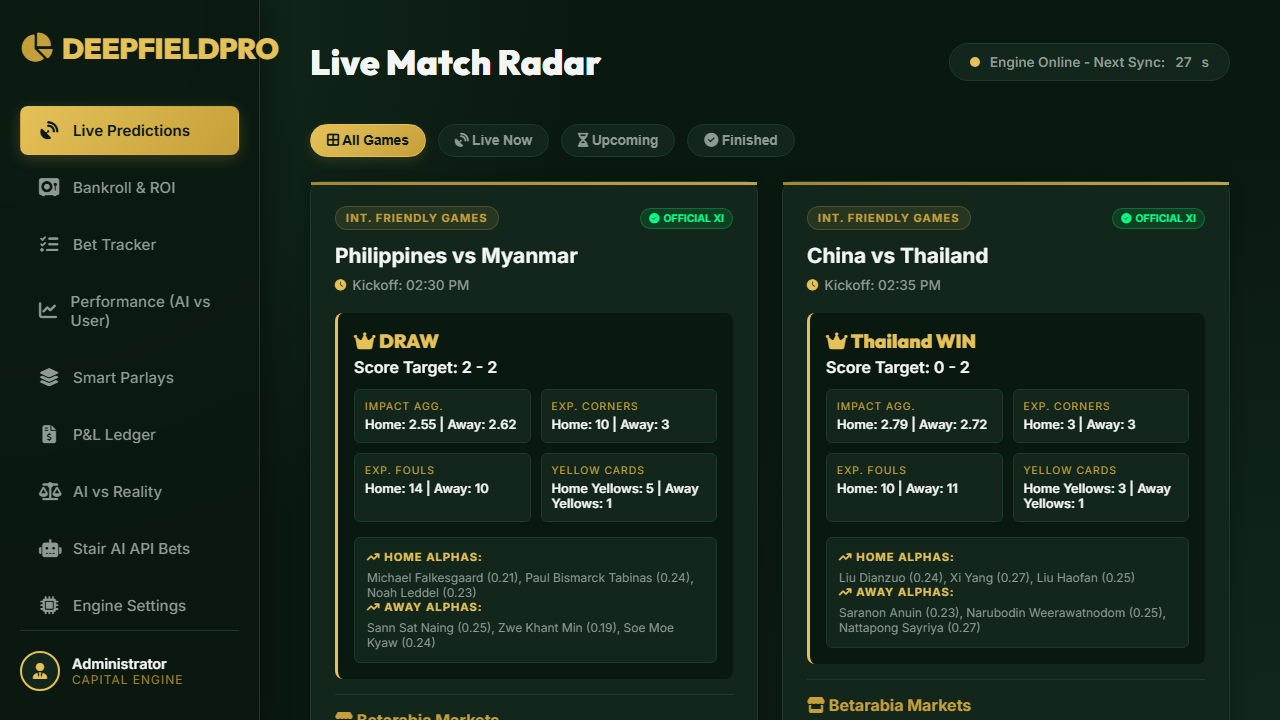 DEEPFIELDPRO
Live Predictions
Bankroll & ROI
Bet Tracker
Performance (AI vs
User)
Smart Parlays
P&L Ledger
AI vs Reality
Stair AI API Bets
Engine Settings
Administrator
CAPITAL ENGINE
Live Match Radar
Engine Online - Next Sync: 27 s
All Games
Live Now
Upcoming
Finished
INT. FRIENDLY GAMES
OFFICIAL XI
Philippines vs Myanmar
Kickoff: 02:30 PM
DRAW
Score Target: 2 - 2
IMPACT AGG.
Home: 2.55 | Away: 2.62
EXP. CORNERS
Home: 10 | Away: 3
EXP. FOULS
Home: 14 | Away: 10
YELLOW CARDS
Home Yellows: 5 | Away
Yellows: 1
HOME ALPHAS:
Michael Falkesgaard (0.21), Paul Bismarck Tabinas (0.24),
Noah Leddel (0.23)
AWAY ALPHAS:
Sann Sat Naing (0.25), Zwe Khant Min (0.19), Soe Moe
Kyaw (0.24)
Betarabia Markets
INT. FRIENDLY GAMES
OFFICIAL XI
China vs Thailand
Kickoff: 02:35 PM
Thailand WIN
Score Target: 0 - 2
IMPACT AGG.
Home: 2.79 | Away: 2.72
EXP. CORNERS
Home: 3 | Away: 3
EXP. FOULS
Home: 10 | Away: 11
YELLOW CARDS
Home Yellows: 3 | Away
Yellows: 1
HOME ALPHAS:
Liu Dianzuo (0.24), Xi Yang (0.27), Liu Haofan (0.25)
AWAY ALPHAS:
Saranon Anuin (0.23), Narubodin Weerawatnodom (0.25),
Nattapong Sayriya (0.27)
Betarabia Markets